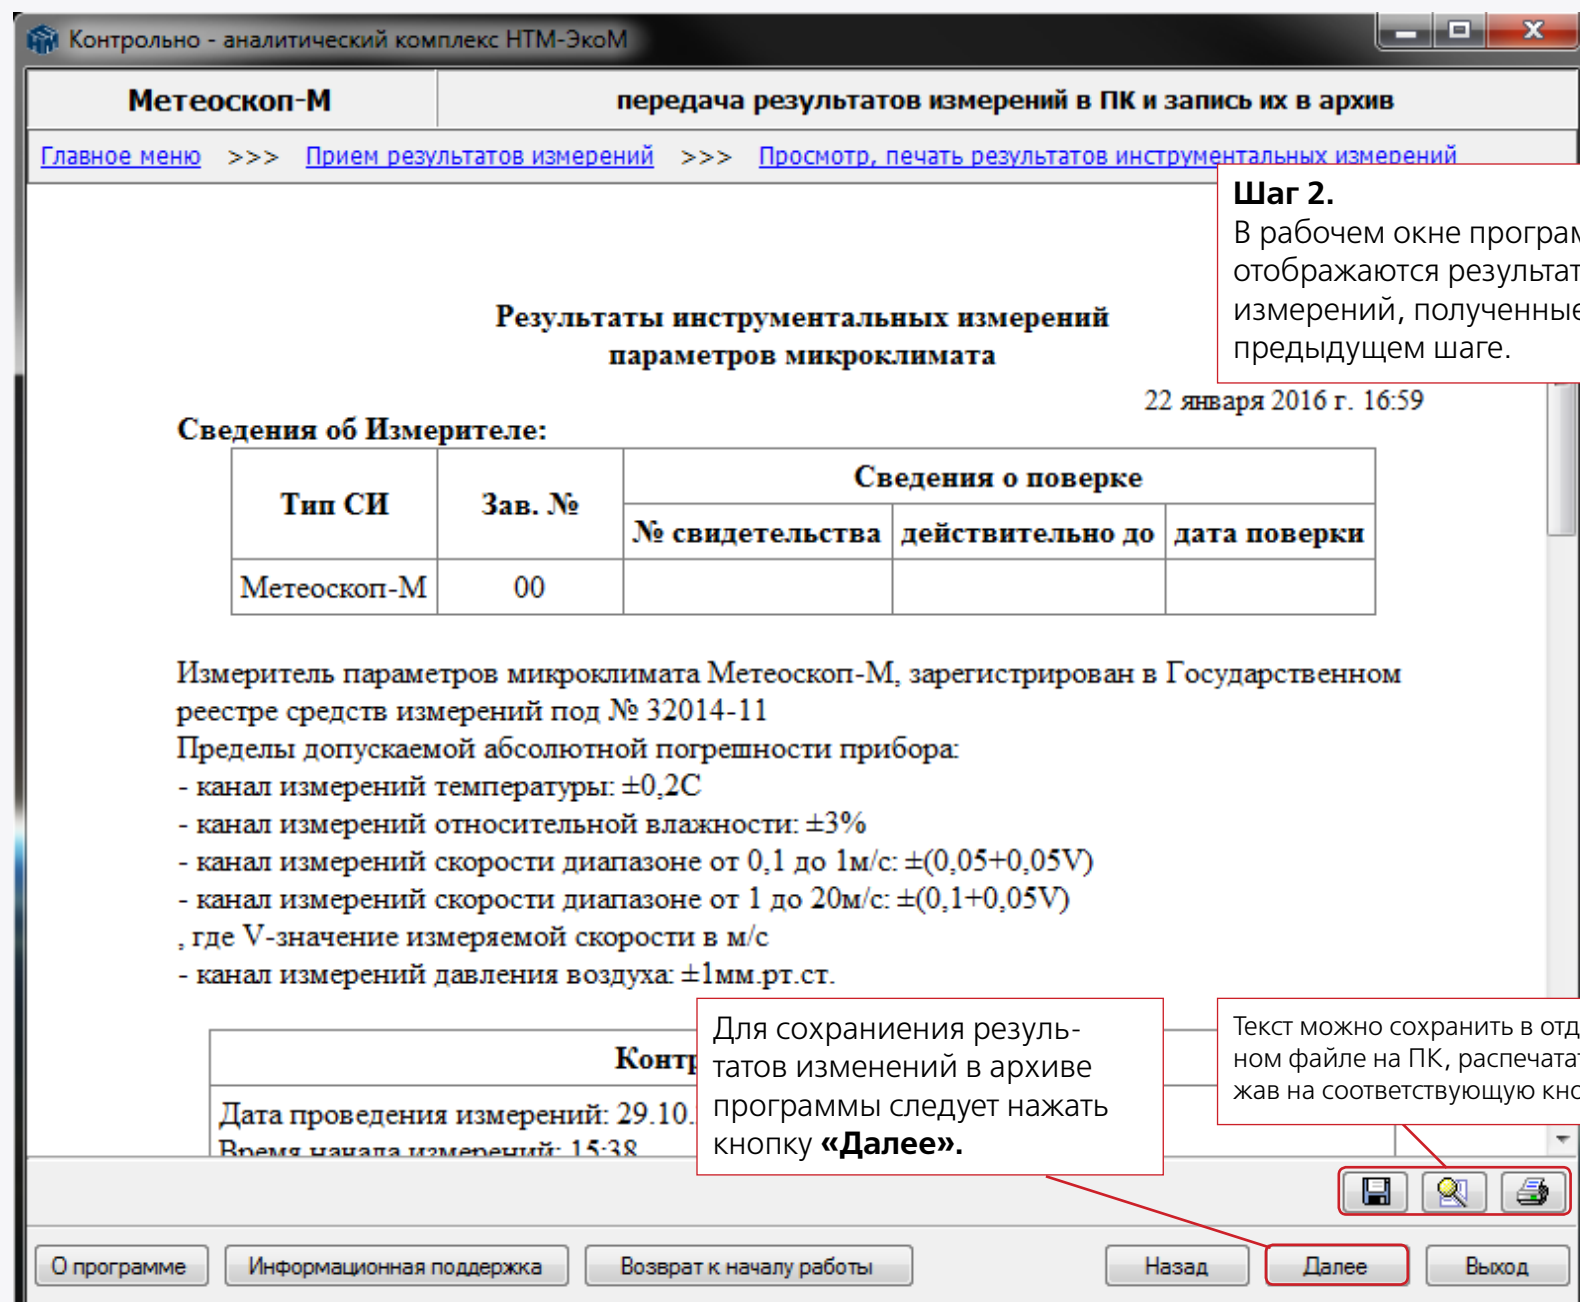 Контрольно - аналитический комплекс НТМ-ЭкоМ
Метеоскоп-М
передача результатов измерений в ПК и запись их в архив
Главное меню >>> Прием результатов измерений >>> Просмотр, печать результатов инструментальных измерений
Шаг 2.
В рабочем окне програм
отображаются результат
измерений, полученные
предыдущем шаге.
Результаты инструментальных измерений
параметров микроклимата
22 января 2016 г. 16:59
Сведения об Измерителе:
Тип СИ
Зав. №
Сведения о поверке
№ свидетельства
действительно до
дата поверки
Метеоскоп-М
00
Измеритель параметров микроклимата Метеоскоп-М, зарегистрирован в Государственном
реестре средств измерений под № 32014-11
Пределы допускаемой абсолютной погрешности прибора:
- канал измерений температуры: ±0,2С
- канал измерений относительной влажности: ±3%
- канал измерений скорости диапазоне от 0,1 до 1м/с: ±(0,05+0,05V)
- канал измерений скорости диапазоне от 1 до 20м/с: ±(0,1+0,05V)
, где V-значение измеряемой скорости в м/с
- канал измерений давления воздуха: ±1мм.рт.ст.
Контр
Дата проведения измерений: 29.10.
Время начала измерений: 15:38
Для сохраниения резуль-
татов изменений в архиве
программы следует нажать
кнопку «Далее».
Текст можно сохранить в отд
ном файле на ПК, распечата
жав на соответствующую кно
О программе
Информационная поддержка
Возврат к началу работы
Назад
Далее
Выход